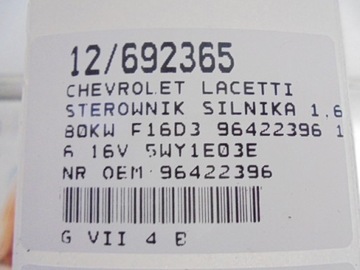 12/692365
CHEVROLET LACETTI
STEROWNIK SILNIKA 1,6
80KW F16D3 96422396 1
6 16V 5WY1E03E
NR OEM 96422396
G VII 4 B